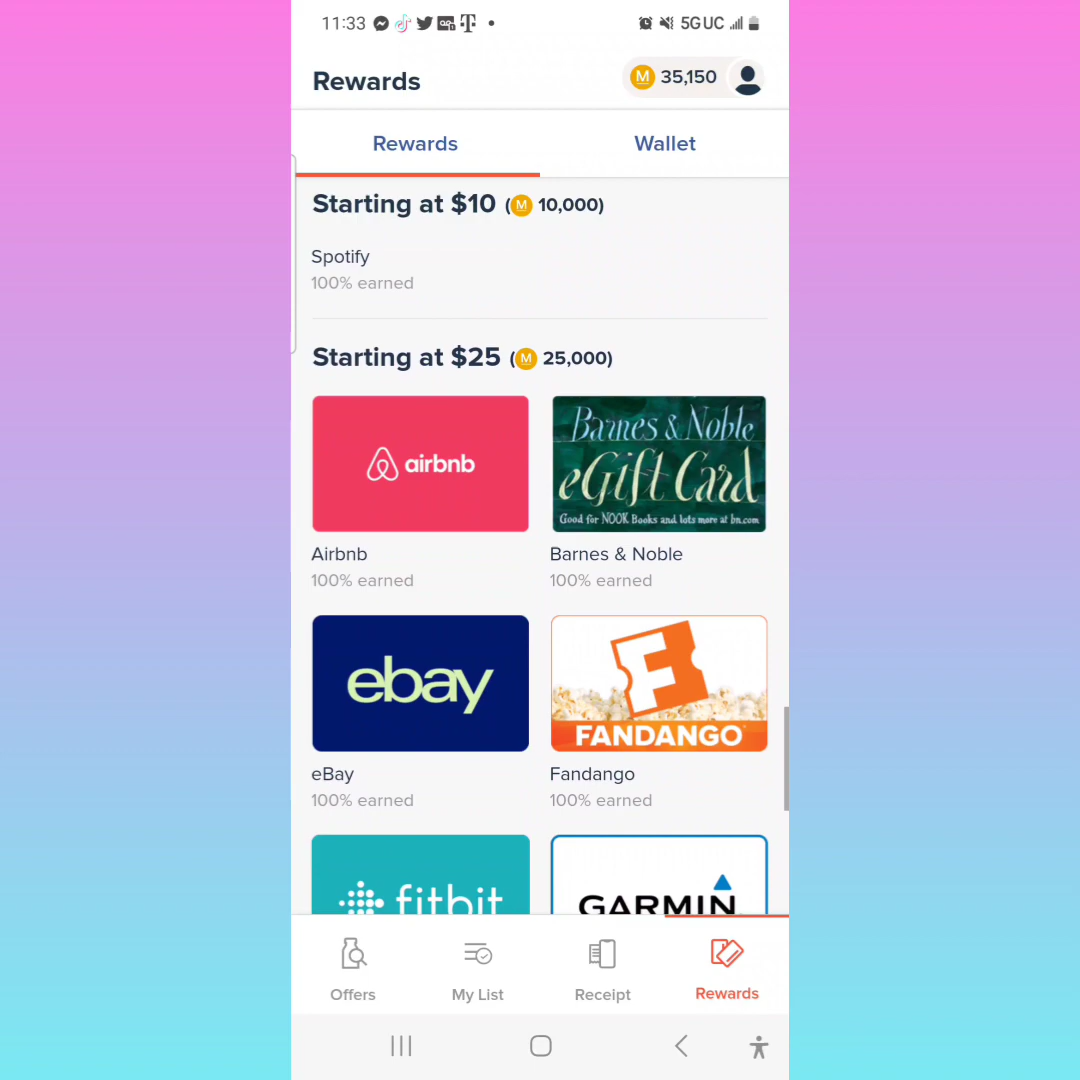 11:33
5G UC
Rewards
M 35,150
Rewards
Wallet
Starting at $10 (M 10,000)
Spotify
100% earned
Starting at $25 (M 25,000)
airbnb
Barnes & Noble
eGift Card
Good for NOOK Books and lots more at bn.com
Airbnb
100% earned
Barnes & Noble
100% earned
ebay
F
FANDANGO
eBay
100% earned
Fandango
100% earned
fitbit
GARMIN
Offers
My List
Receipt
Rewards